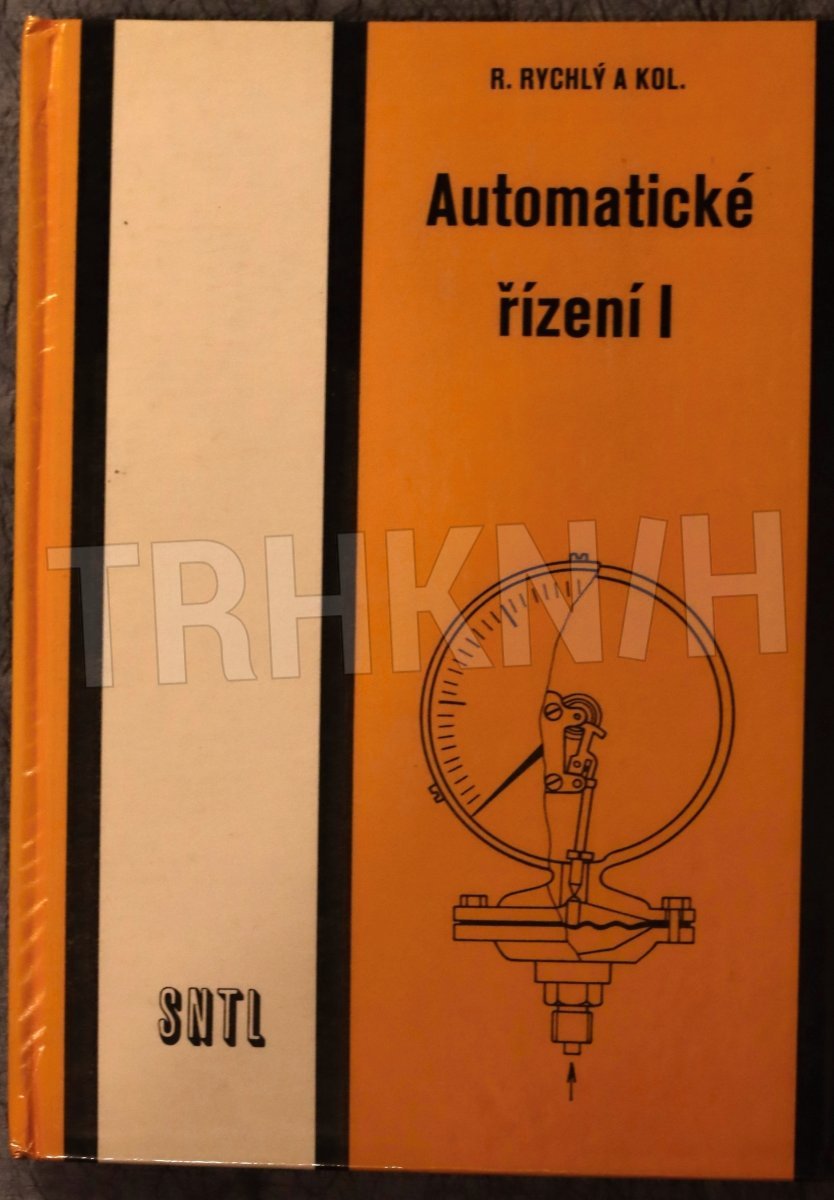 R. RYCHLÝ A KOL.
Automatické
řízení I
TRHKNIH
SNTL